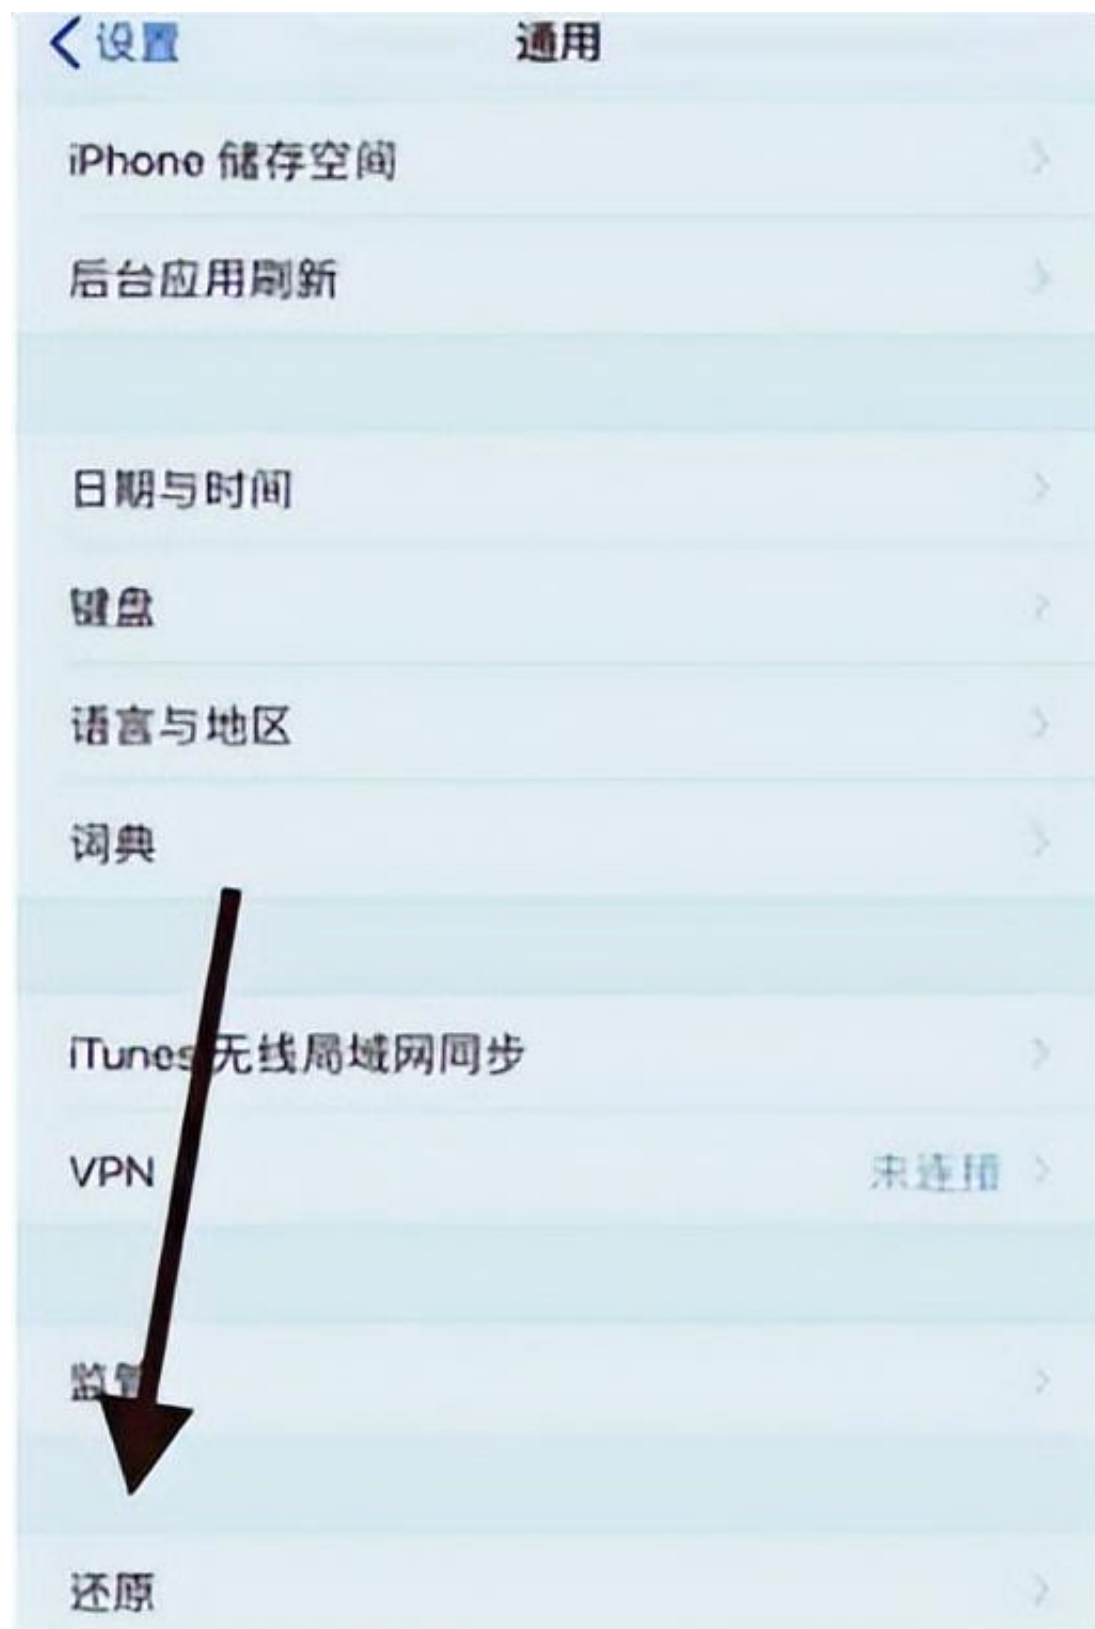 设置
通用
iPhone 储存空间
后台应用刷新
日期与时间
键盘
语言与地区
词典
iTunes 无线局域网同步
VPN
未连接
监管
还原